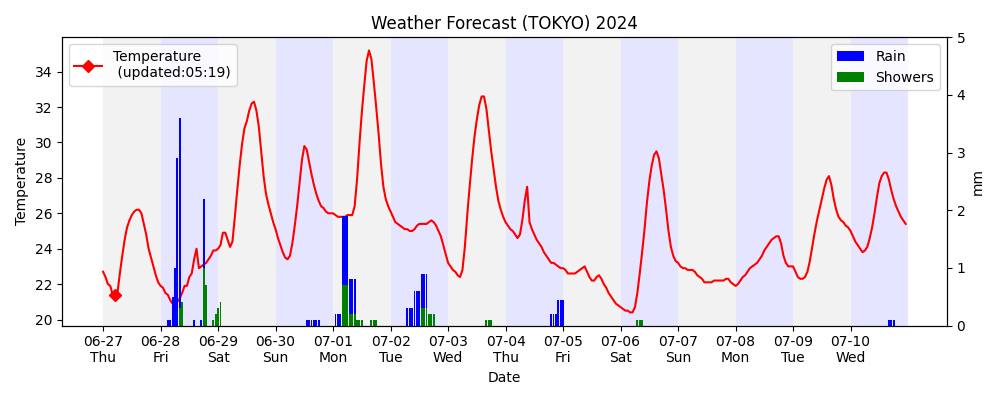 Weather Forecast (TOKYO) 2024
Temperature
(updated:05:19)
Rain
Showers
Temperature
34
32
30
28
26
24
22
20
5
4
3
2
1
0
mm
06-27 06-28 06-29 06-30 07-01 07-02 07-03 07-04 07-05 07-06 07-07 07-08 07-09 07-10
Thu Fri Sat Sun Mon Tue Wed Thu Fri Sat Sun Mon Tue Wed
Date